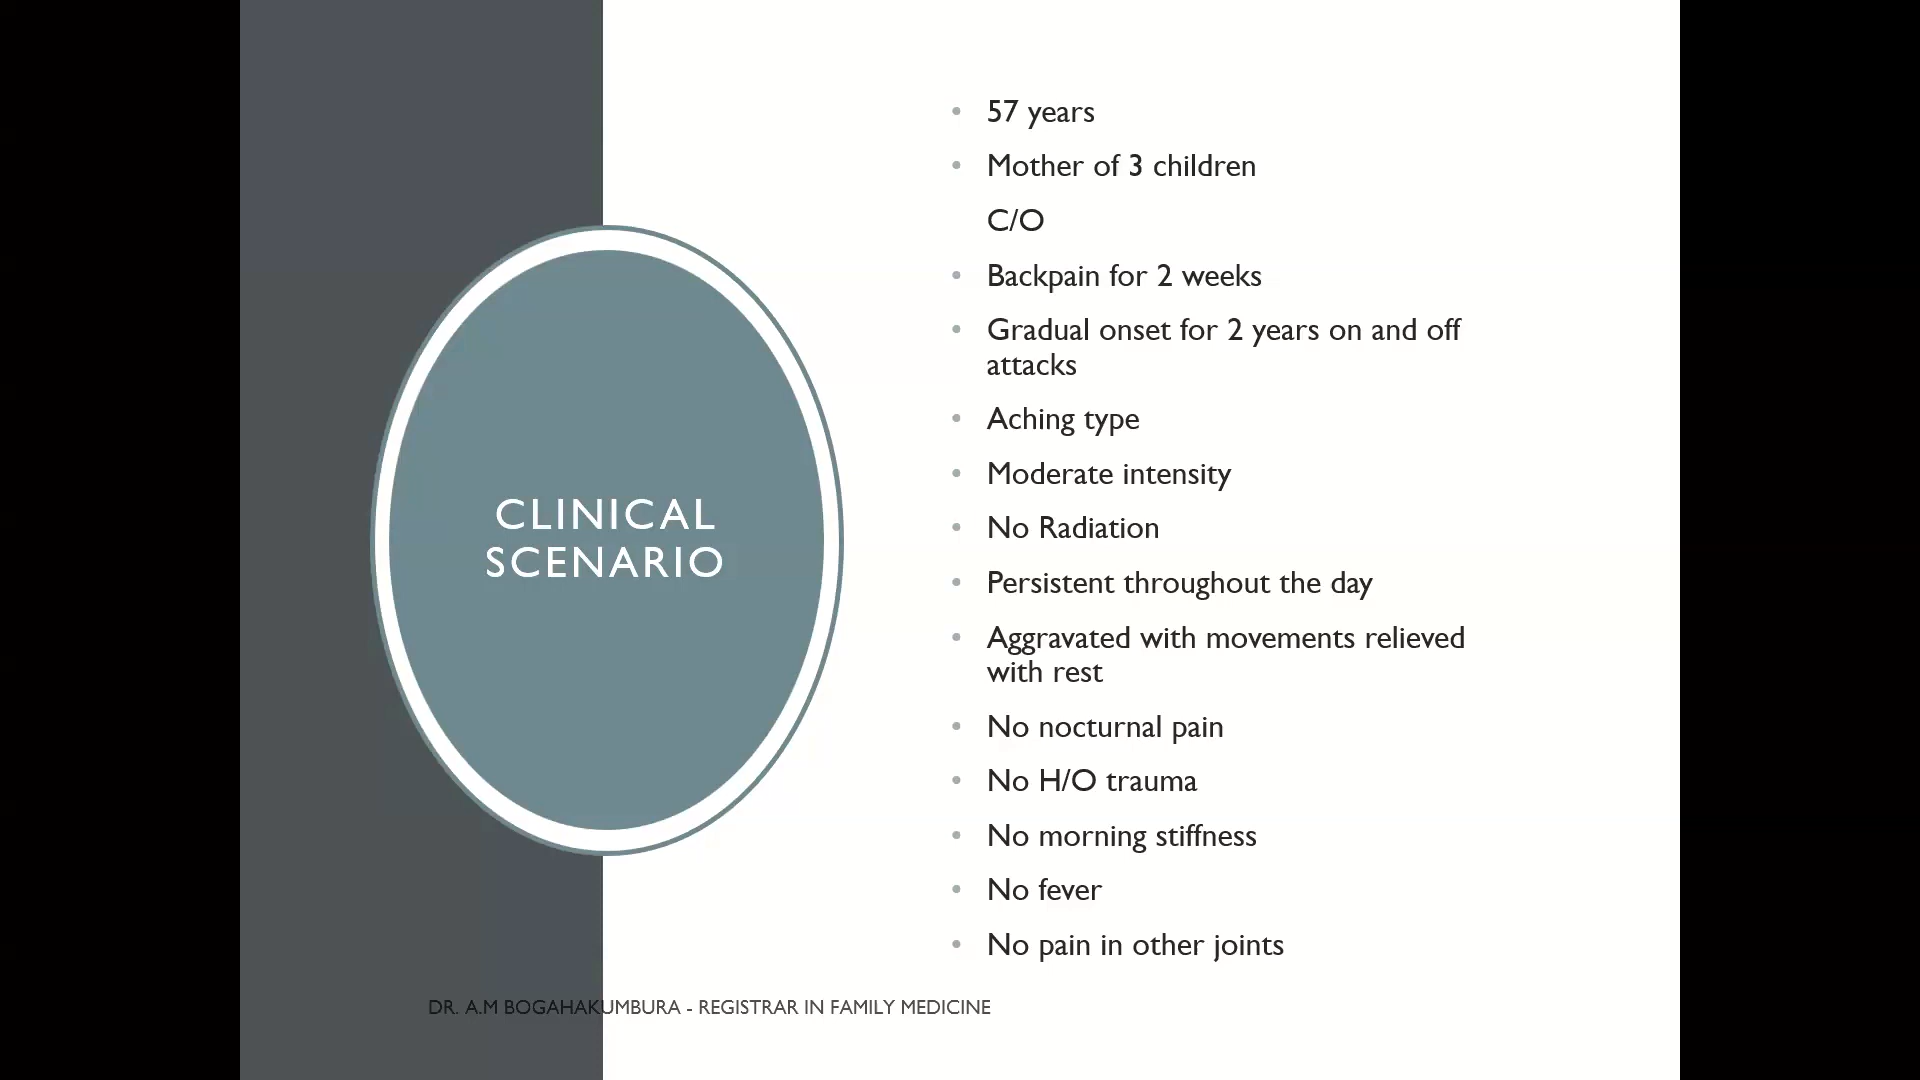 CLINICAL
SCENARIO
• 57 years
• Mother of 3 children
C/O
• Backpain for 2 weeks
• Gradual onset for 2 years on and off
attacks
• Aching type
• Moderate intensity
• No Radiation
• Persistent throughout the day
• Aggravated with movements relieved
with rest
• No nocturnal pain
• No H/O trauma
• No morning stiffness
• No fever
• No pain in other joints
DR. A.M BOGAHAKUMBURA - REGISTRAR IN FAMILY MEDICINE